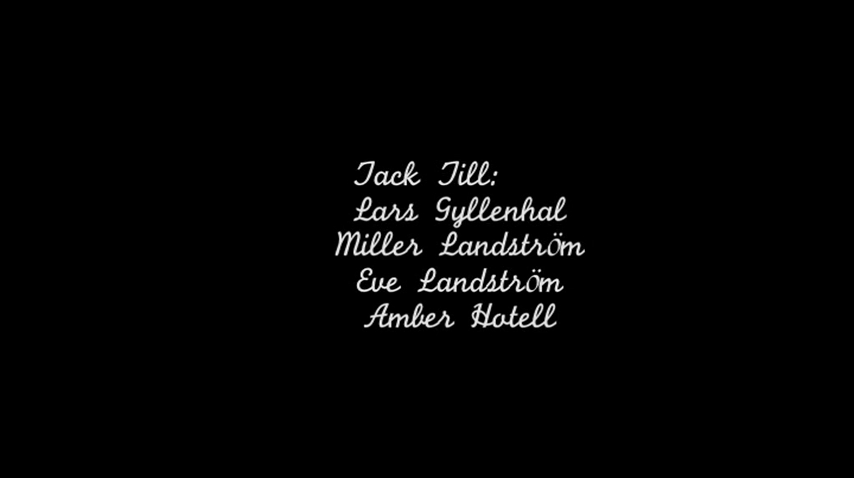 Tack Till:
Lars Gyllenhal
Miller Landström
Eve Landström
Amber Hotell